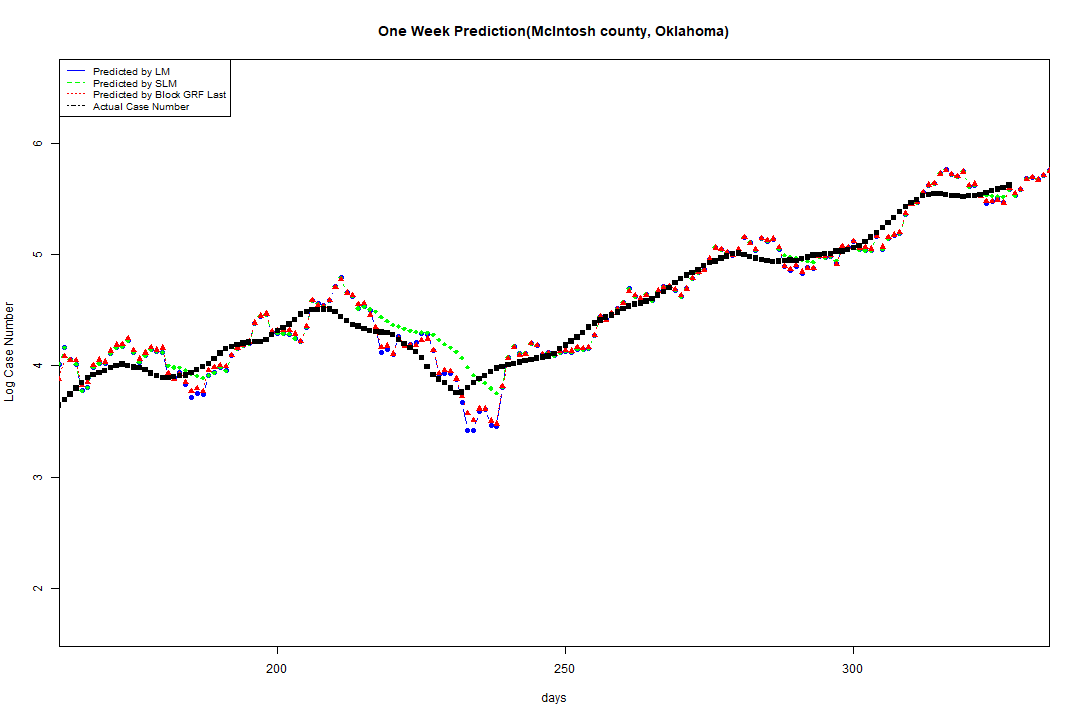 One Week Prediction(McIntosh county, Oklahoma)
Predicted by LM
Predicted by SLM
Predicted by Block GRF Last
Actual Case Number
6
5
4
3
2
Log Case Number
200
250
300
days